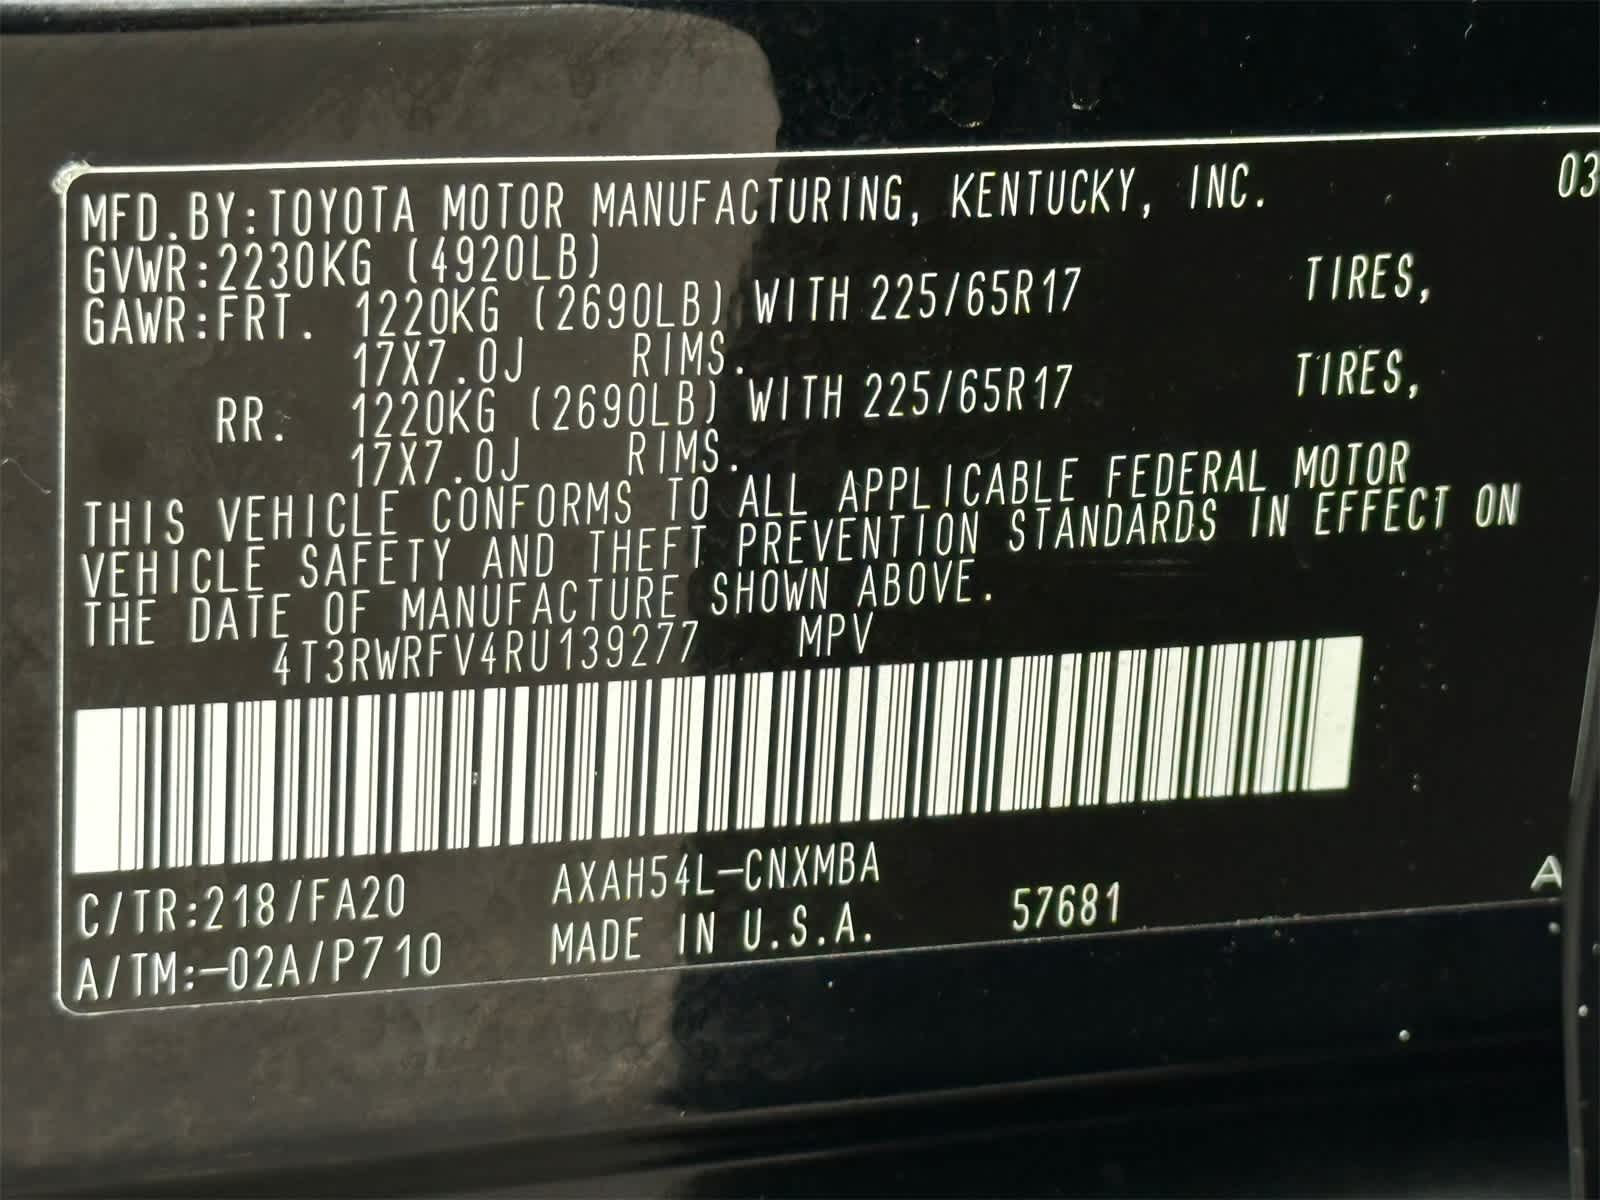 MFD.BY:TOYOTA MOTOR MANUFACTURING, KENTUCKY, INC. 03
GVWR:2230KG (4920LB)
GAWR:FRT. 1220KG (2690LB) WITH 225/65R17 TIRES,
17X7.0J RIMS.
RR. 1220KG (2690LB) WITH 225/65R17 TIRES,
17X7.0J RIMS.
THIS VEHICLE CONFORMS TO ALL APPLICABLE FEDERAL MOTOR
VEHICLE SAFETY AND THEFT PREVENTION STANDARDS IN EFFECT ON
THE DATE OF MANUFACTURE SHOWN ABOVE.
4T3RWRFV4RU139277 MPV
C/TR:218/FA20 AXAH54L-CNXMBA
A/TM:-02A/P710 MADE IN U.S.A. 57681 A